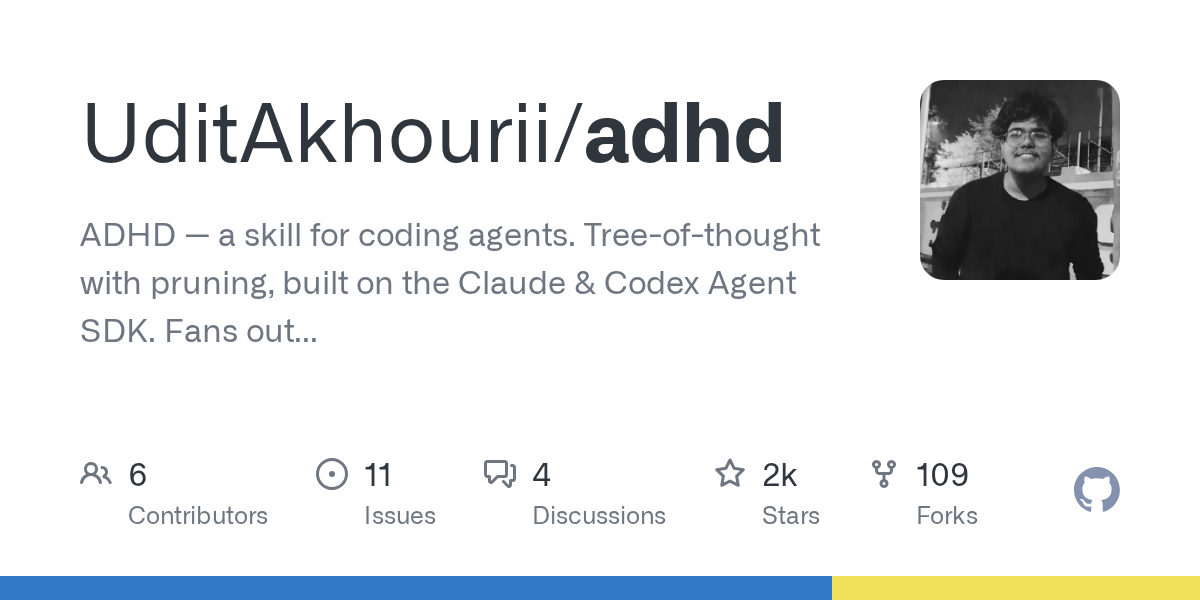 UditAkhourii/adhd
ADHD — a skill for coding agents. Tree-of-thought
with pruning, built on the Claude & Codex Agent
SDK. Fans out...
6
Contributors
11
Issues
4
Discussions
2k
Stars
109
Forks